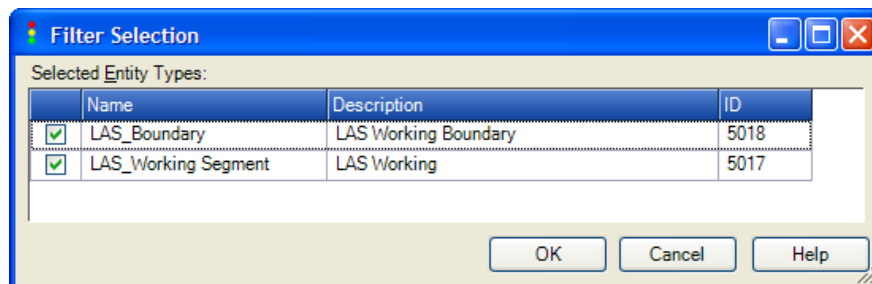 Filter Selection
Selected Entity Types:
Name Description ID
LAS_Boundary LAS Working Boundary 5018
LAS_Working Segment LAS Working 5017
OK Cancel Help